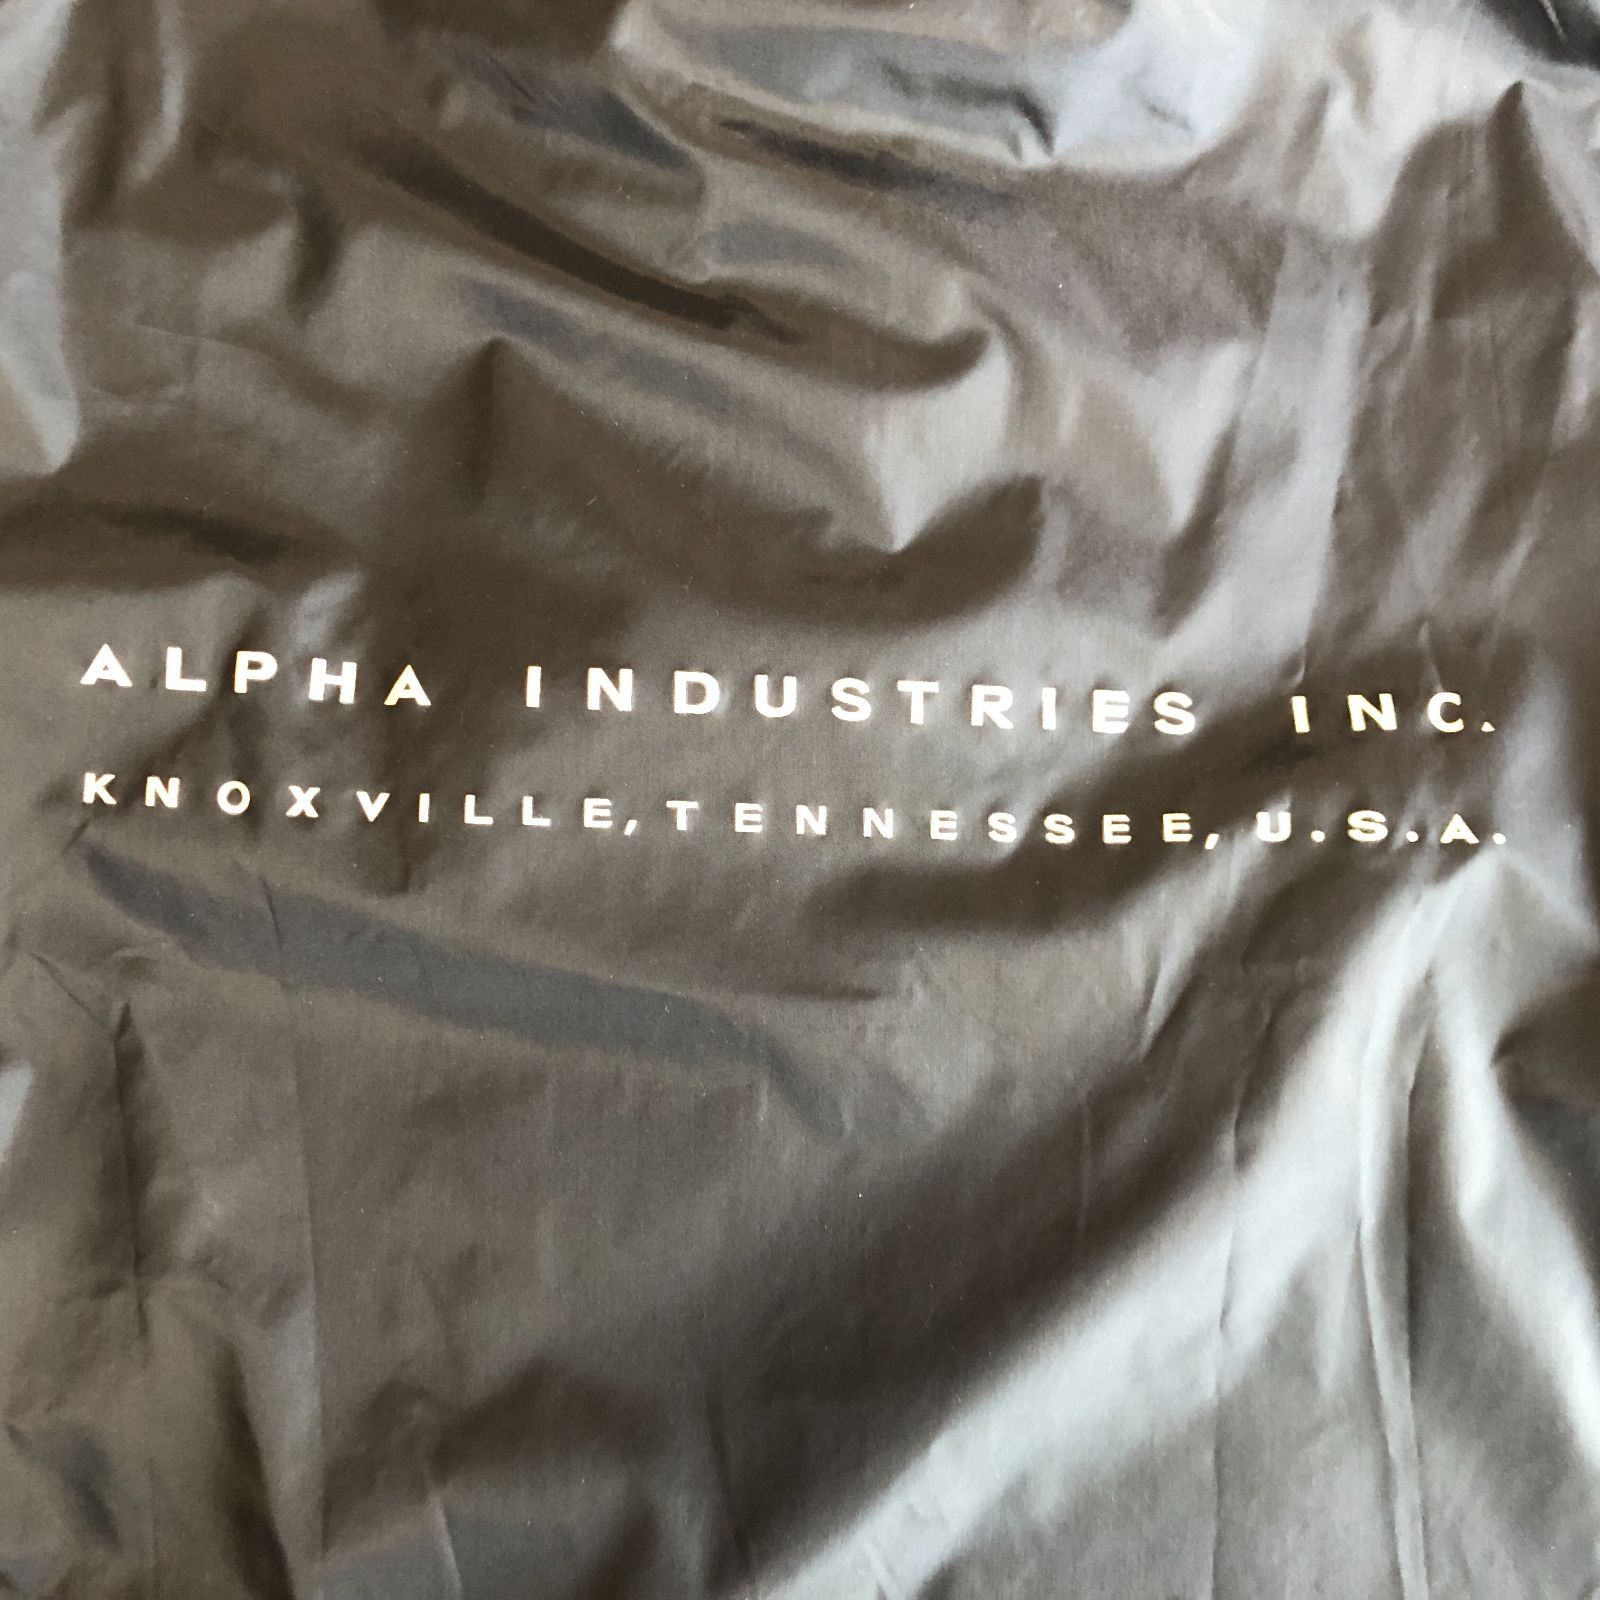 ALPHA INDUSTRIES INC.
KNOXVILLE, TENNESSEE, U.S.A.